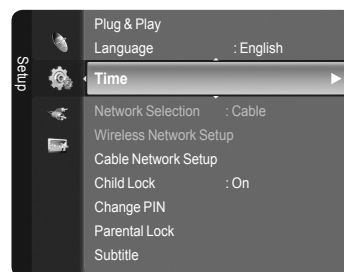 Setup
Plug & Play
Language : English
Time
Network Selection : Cable
Wireless Network Setup
Cable Network Setup
Child Lock : On
Change PIN
Parental Lock
Subtitle